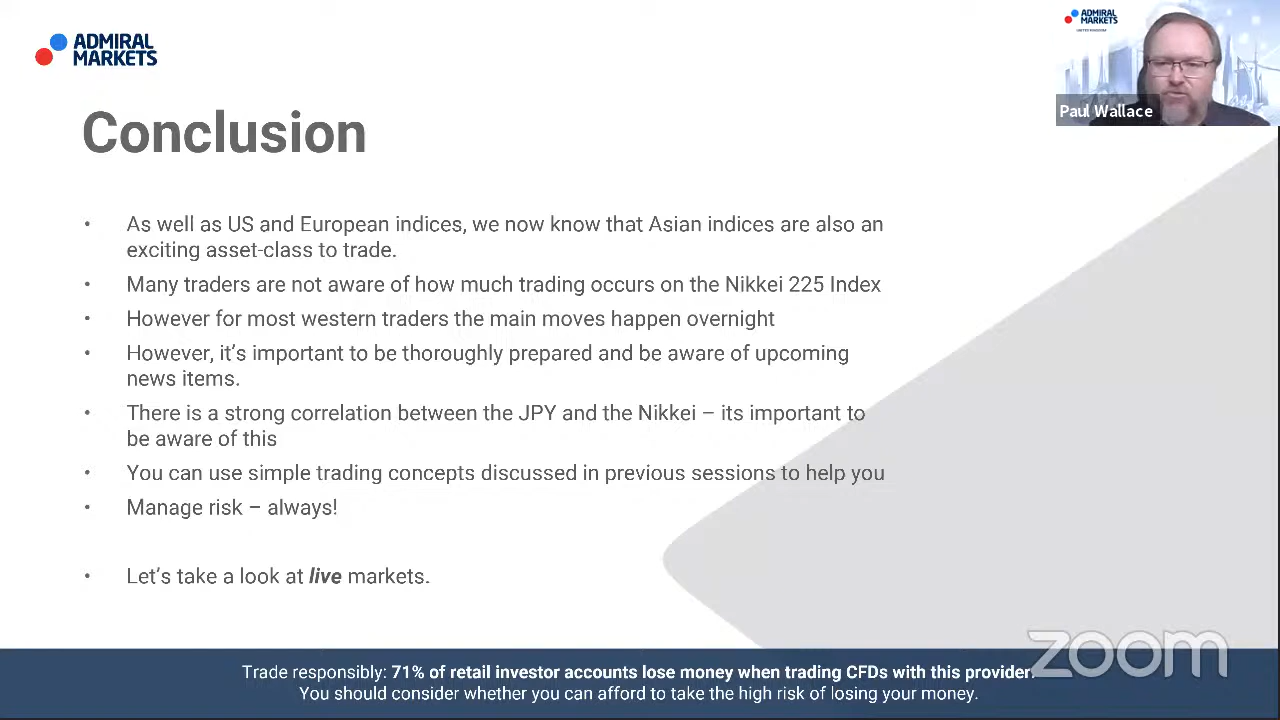 ADMIRAL
MARKETS
ADMIRAL
MARKETS
UNITED KINGDOM
Paul Wallace
Conclusion
• As well as US and European indices, we now know that Asian indices are also an
exciting asset-class to trade.
• Many traders are not aware of how much trading occurs on the Nikkei 225 Index
• However for most western traders the main moves happen overnight
• However, it's important to be thoroughly prepared and be aware of upcoming
news items.
• There is a strong correlation between the JPY and the Nikkei – its important to
be aware of this
• You can use simple trading concepts discussed in previous sessions to help you
• Manage risk – always!
• Let's take a look at live markets.
zoom
Trade responsibly: 71% of retail investor accounts lose money when trading CFDs with this provider.
You should consider whether you can afford to take the high risk of losing your money.